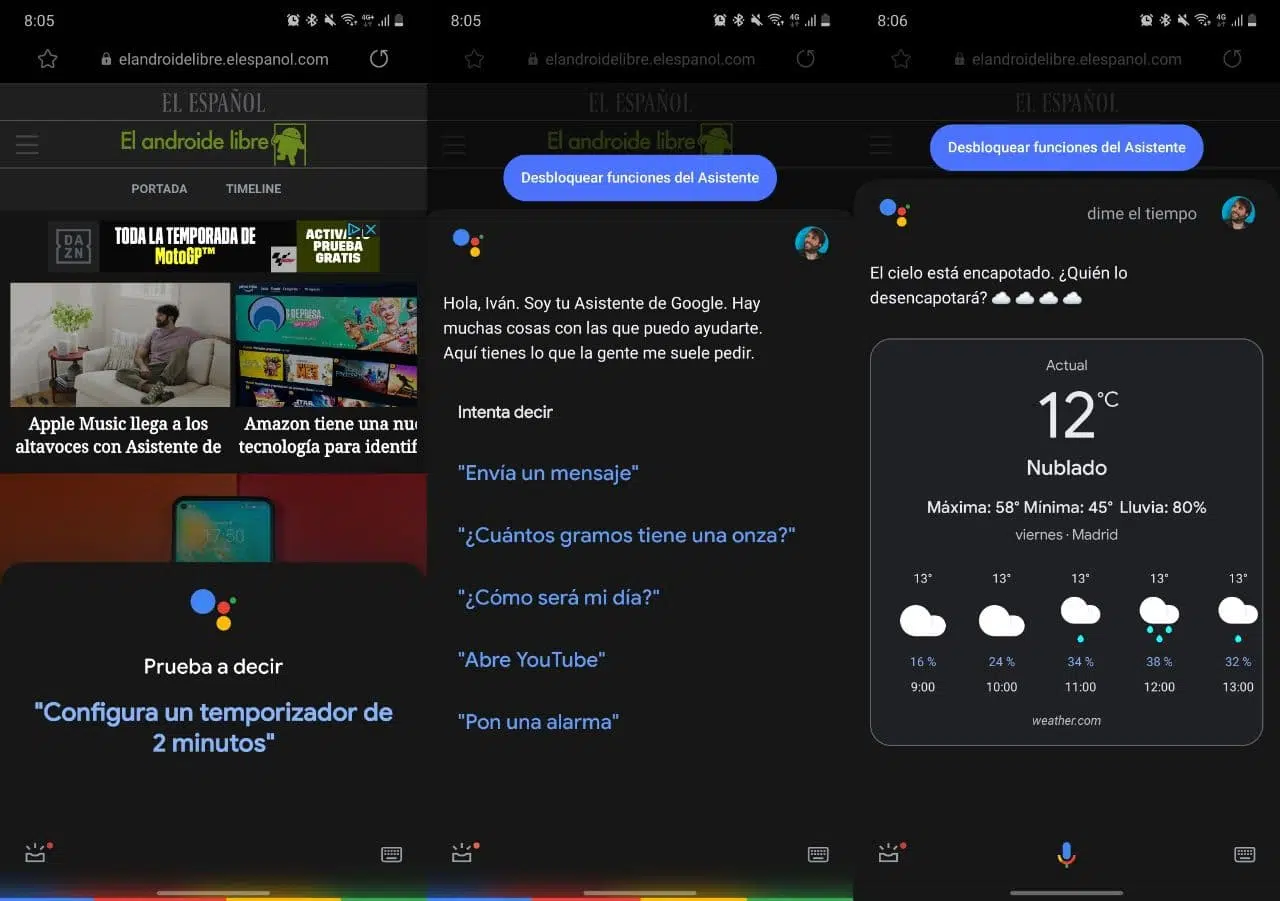 8:05
4G+
elandroidelibre.elespanol.com
EL ESPAÑOL
El androide libre
PORTADA TIMELINE
DA
ZN
TODA LA TEMPORADA DE
MotoGP™
PRUEBA
GRATIS
Apple Music llega a los
altavoces con Asistente de
Amazon tiene una nu
tecnología para identif
17:50
Prueba a decir
"Configura un temporizador de
2 minutos"
8:05
4G
elandroidelibre.elespanol.com
EL ESPAÑOL
El androide libre
Desbloquear funciones del Asistente
Hola, Iván. Soy tu Asistente de Google. Hay
muchas cosas con las que puedo ayudarte.
Aquí tienes lo que la gente me suele pedir.
Intenta decir
"Envía un mensaje"
"¿Cuántos gramos tiene una onza?"
"¿Cómo será mi día?"
"Abre YouTube"
"Pon una alarma"
8:06
4G
elandroidelibre.elespanol.com
EL ESPAÑOL
Desbloquear funciones del Asistente
dime el tiempo
El cielo está encapotado. ¿Quién lo
desencapotará? ☁️ ☁️ ☁️ ☁️
Actual
12°C
Nublado
Máxima: 58° Mínima: 45° Lluvia: 80%
viernes · Madrid
13° 13° 13° 13° 13°
16 % 24 % 34 % 38 % 32 %
9:00 10:00 11:00 12:00 13:00
weather.com